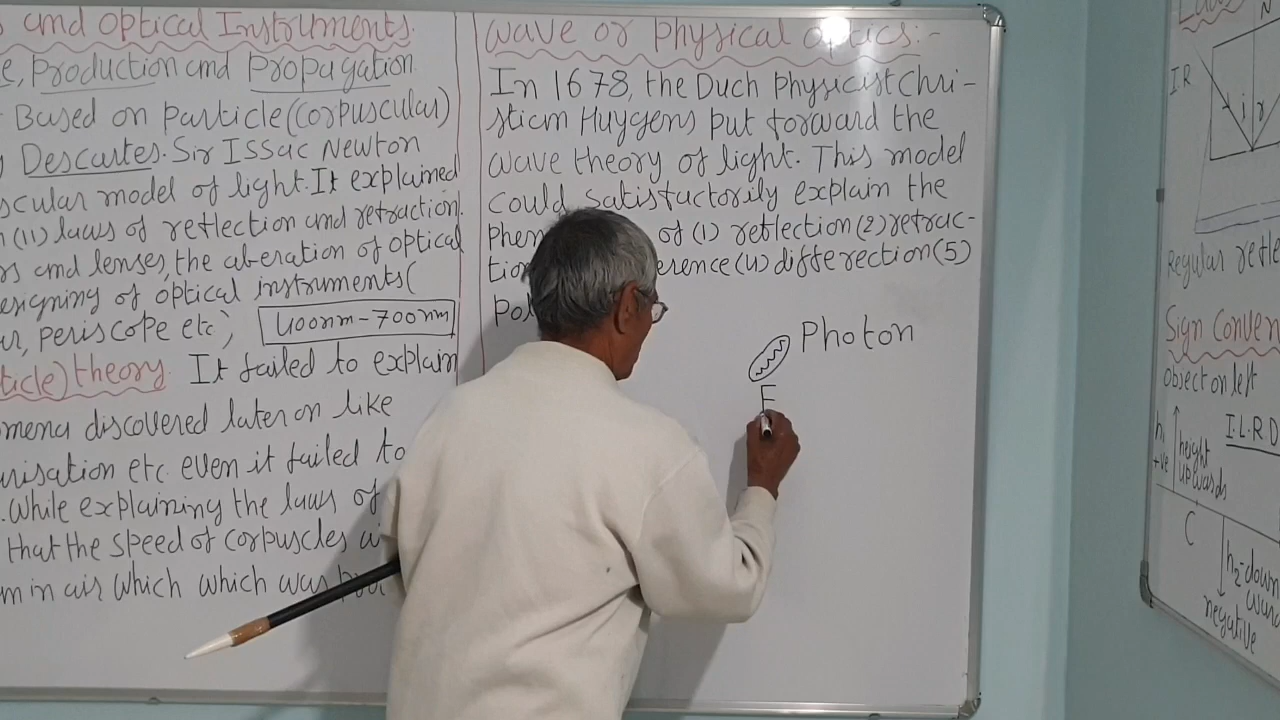 s and Optical Instruments.
e, Production and Propagation
Based on particle (Corpuscular)
Descartes. Sir ISSac Newton
scular model of light. It explained
(11) laws of reflection and refraction.
rs and lenses, the aberation of optical
esigning of optical instruments (
periscope etc)
400nm-700nm
ticle) theory. It failed to explain
omena discovered later on like
arisation etc. even it failed to
. While explaining the laws of
that the speed of corpuscles
m in air which which was
wave or physical optics:-
In 1678, the Duch Physicist Chri-
stian Huygens put forward the
wave theory of light. This model
could satisfactorily explain the
Phen of (1) reflection (2) refrac-
tion erence (4) differection (5)
Pol
Photon
E
I R
i r
Regular refle
Sign Conven
object on left
h1 +ve
height upwards
I.L.R D
C
h2-down ward
negative